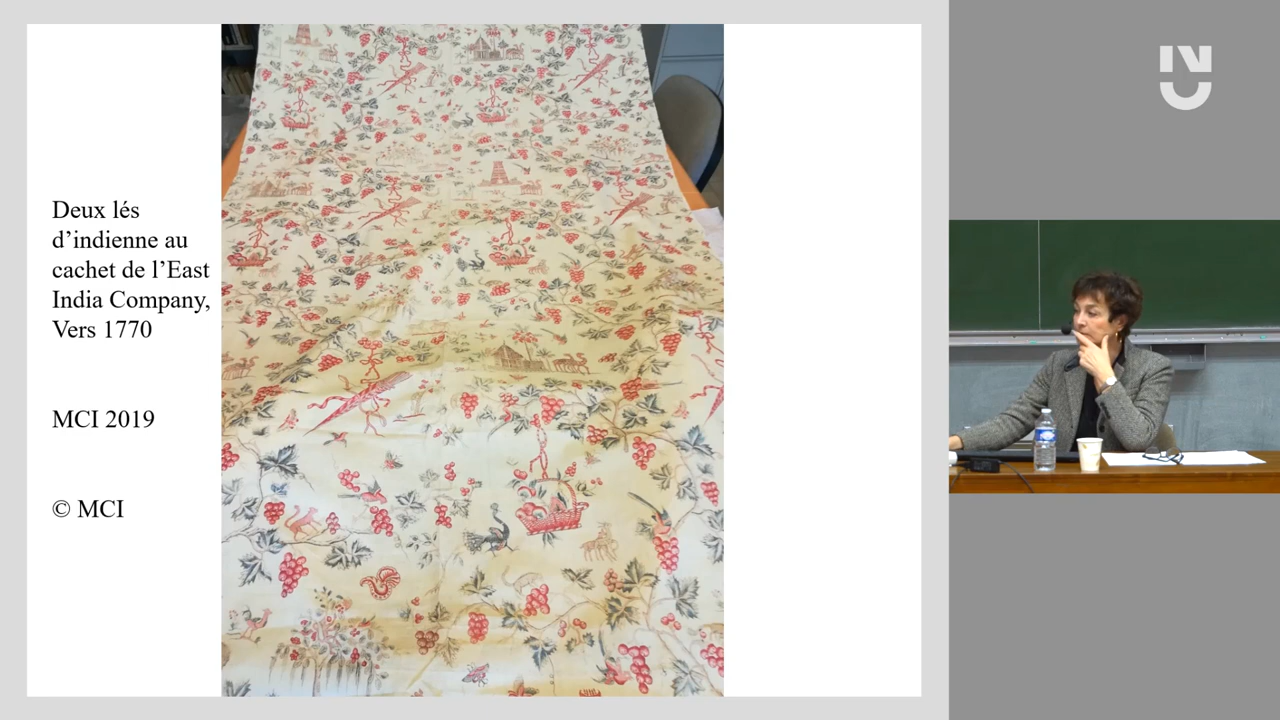 Deux lés
d’indienne au
cachet de l’East
India Company,
Vers 1770
MCI 2019
© MCI